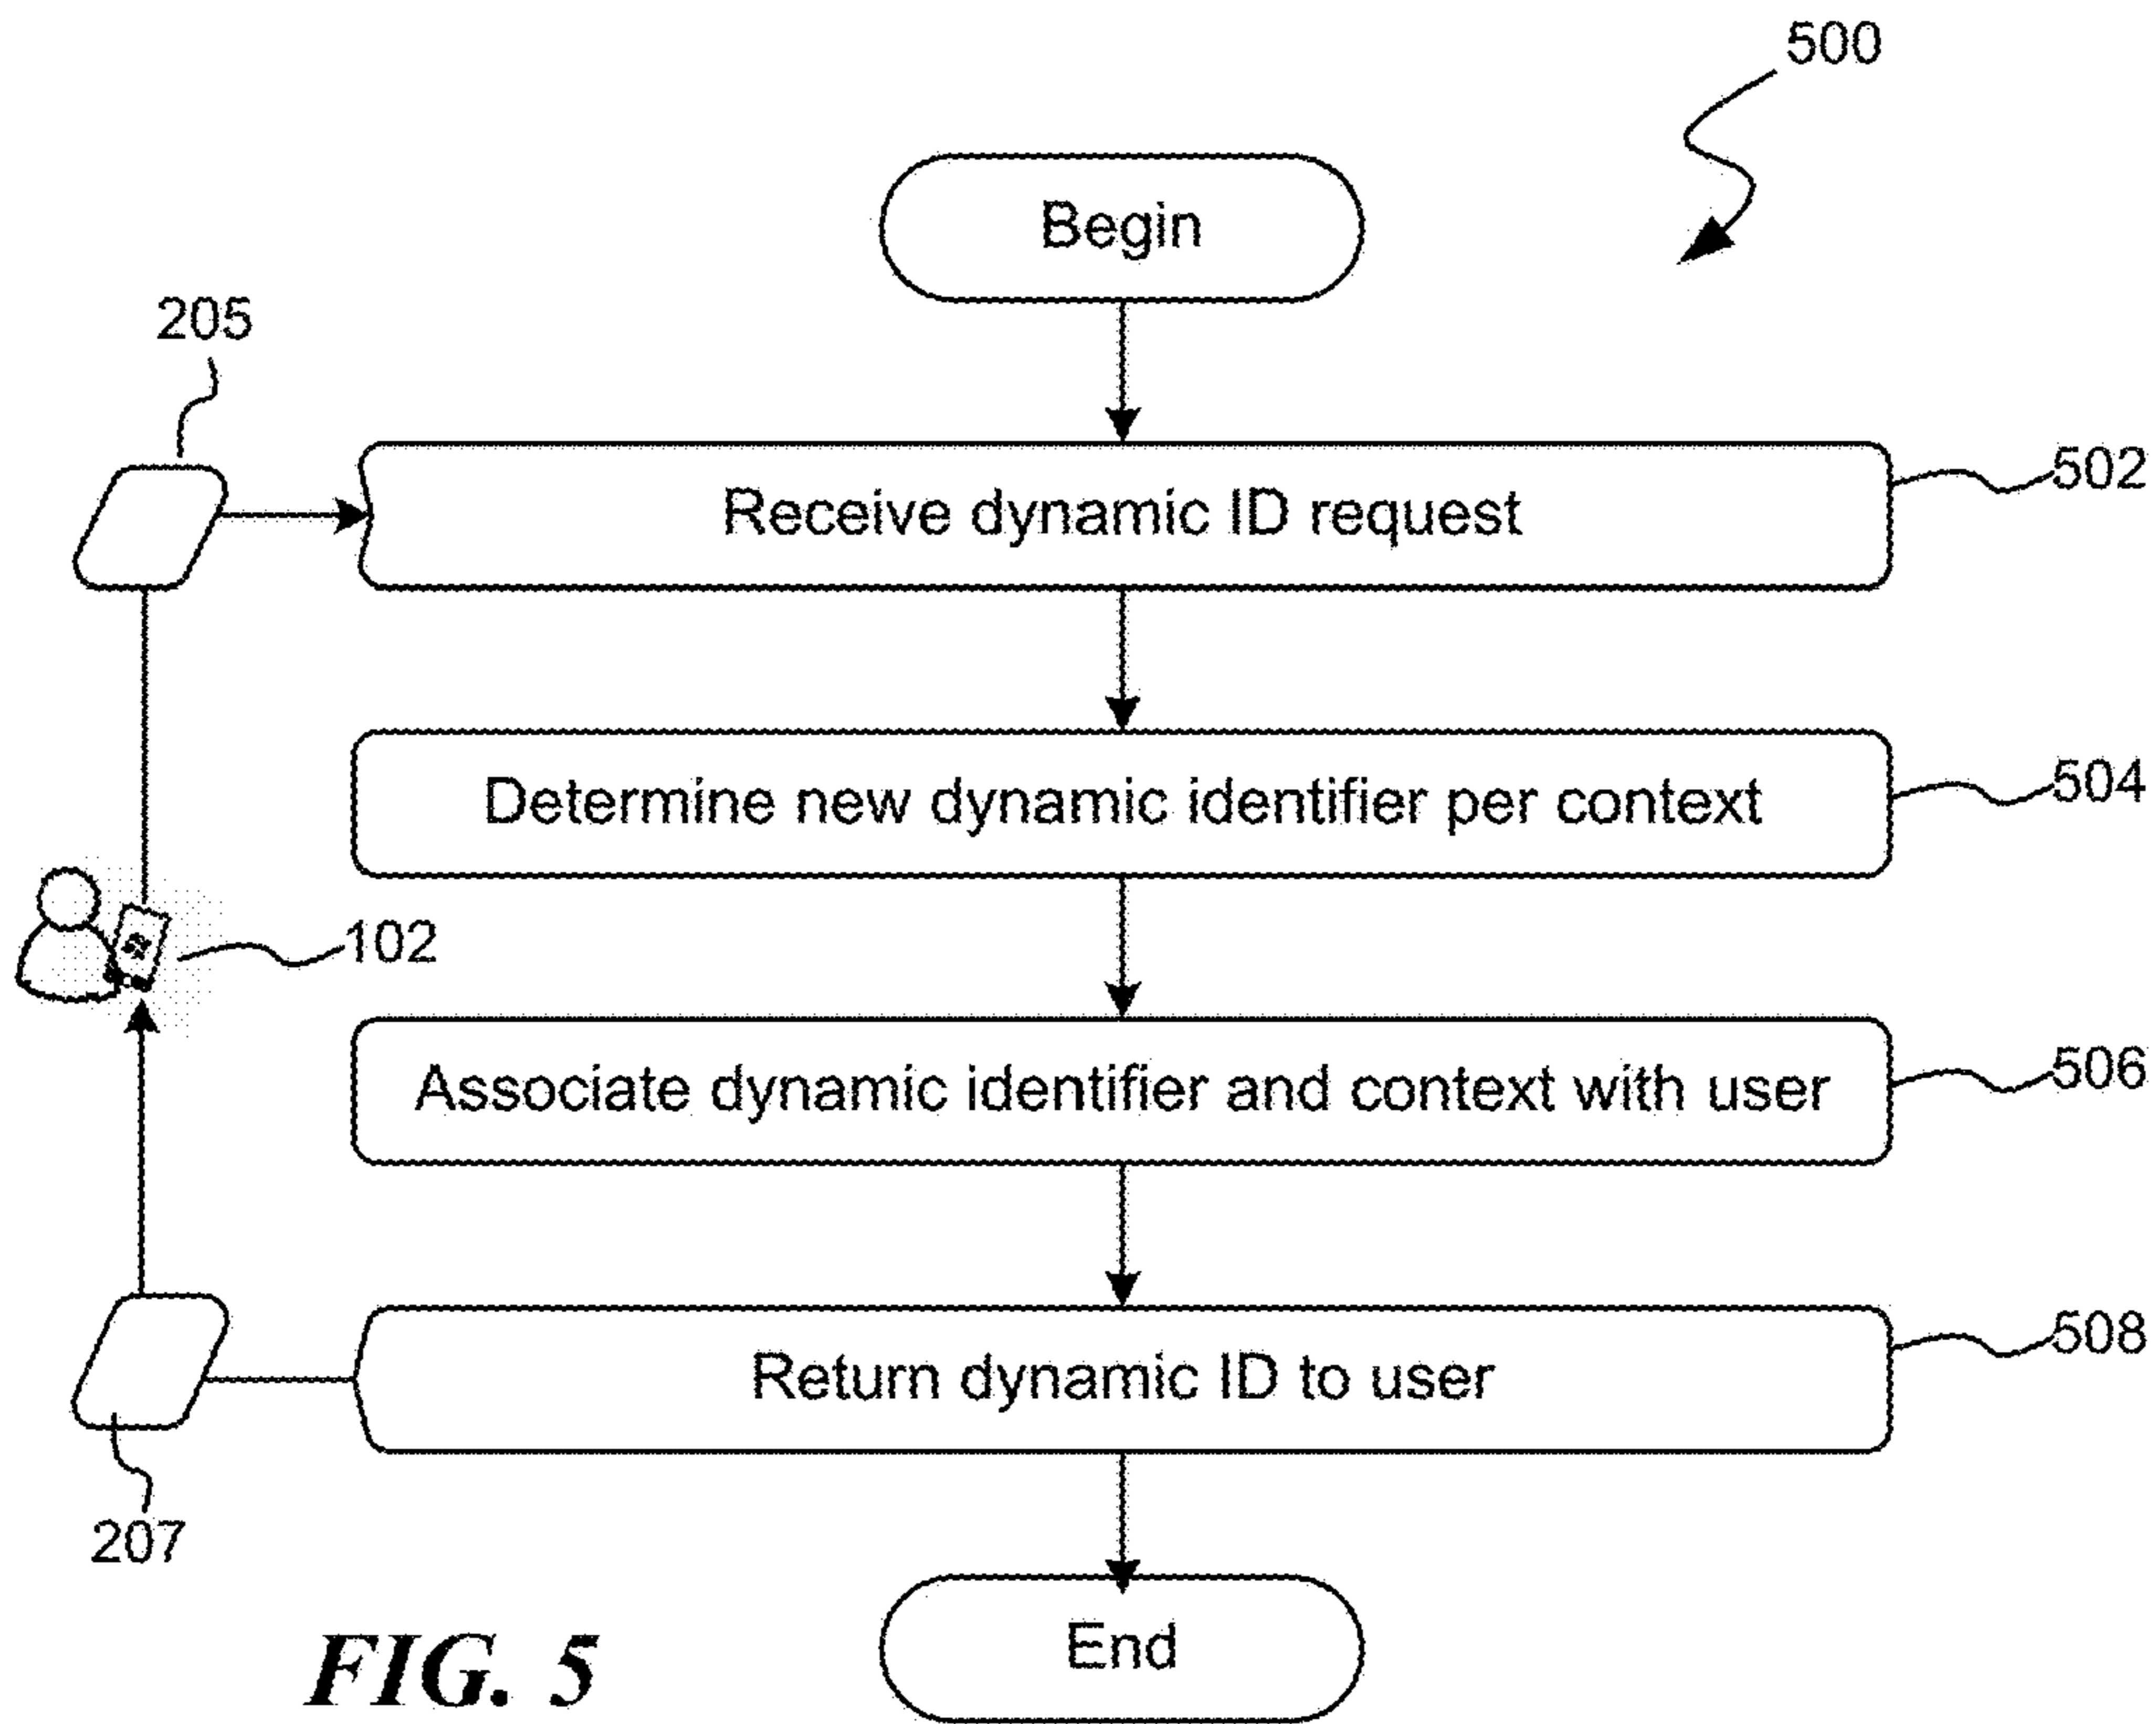 500
Begin
205
Receive dynamic ID request
502
Determine new dynamic identifier per context
504
102
Associate dynamic identifier and context with user
506
Return dynamic ID to user
508
207
End
FIG. 5